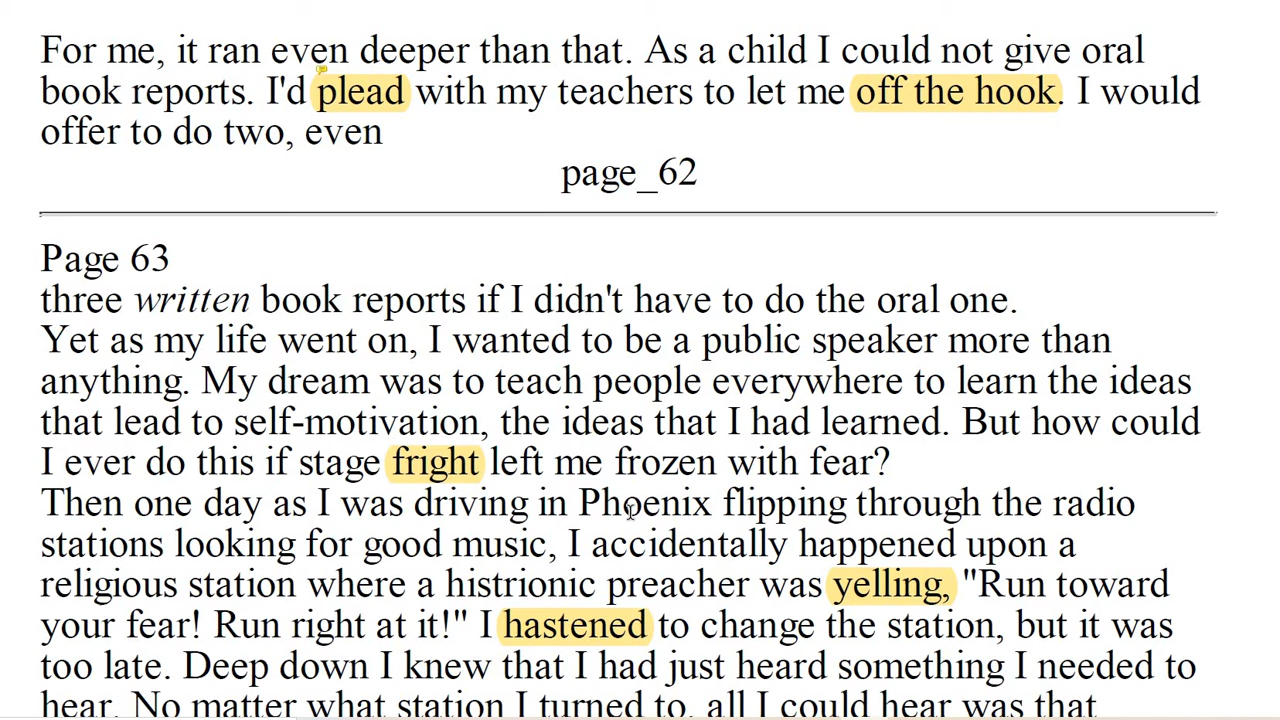 For me, it ran even deeper than that. As a child I could not give oral
book reports. I'd plead with my teachers to let me off the hook. I would
offer to do two, even
page_62
Page 63
three written book reports if I didn't have to do the oral one.
Yet as my life went on, I wanted to be a public speaker more than
anything. My dream was to teach people everywhere to learn the ideas
that lead to self-motivation, the ideas that I had learned. But how could
I ever do this if stage fright left me frozen with fear?
Then one day as I was driving in Phoenix flipping through the radio
stations looking for good music, I accidentally happened upon a
religious station where a histrionic preacher was yelling, "Run toward
your fear! Run right at it!" I hastened to change the station, but it was
too late. Deep down I knew that I had just heard something I needed to
hear. No matter what station I turned to, all I could hear was that